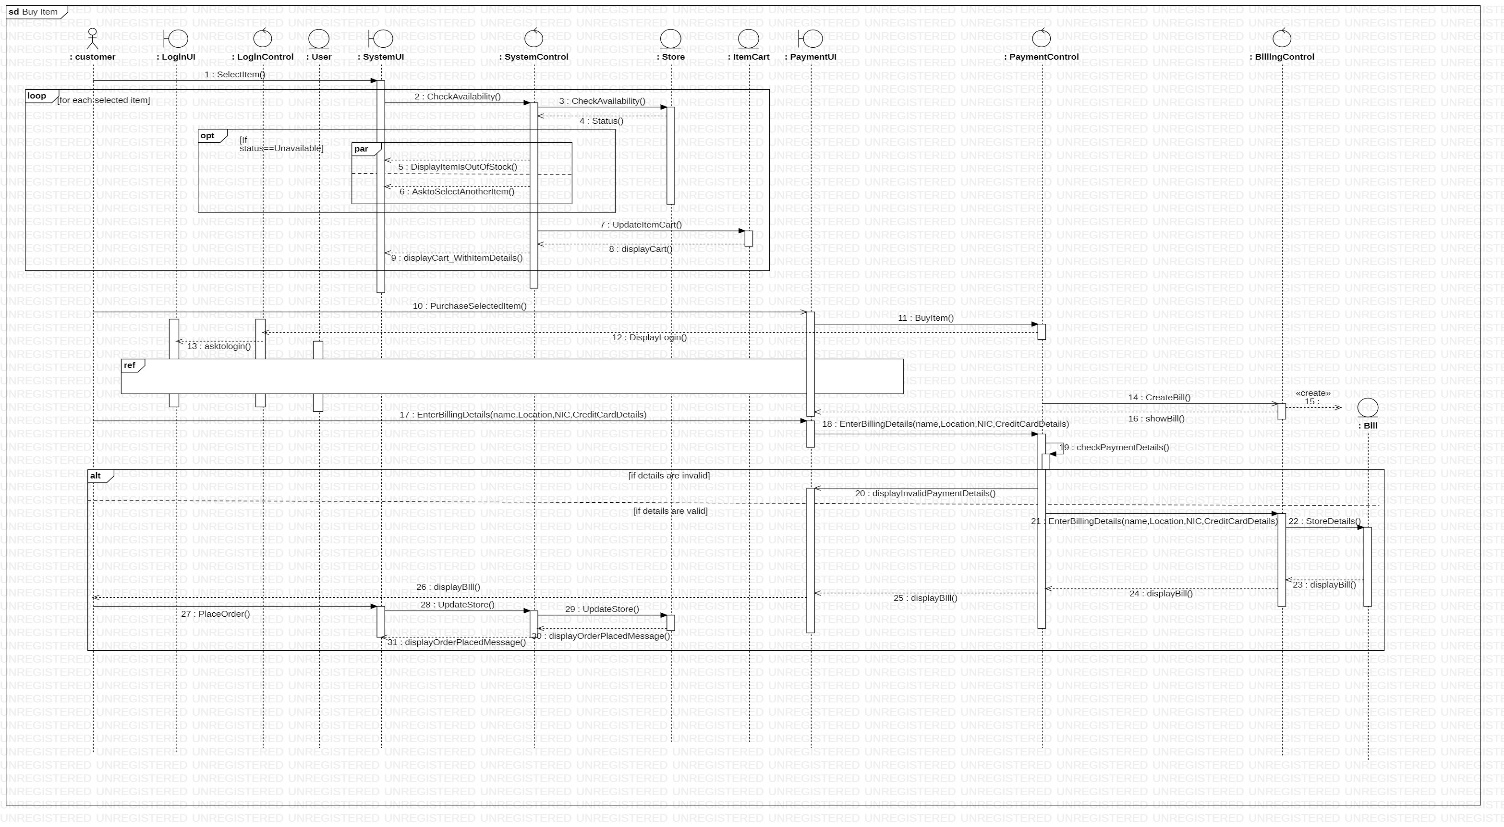 sd Buy Item
: customer
: LoginUI
: LoginControl
: User
: SystemUI
: SystemControl
: Store
: ItemCart
: PaymentUI
: PaymentControl
: BillingControl
1 : SelectItem()
loop
[for each selected item]
2 : CheckAvailability()
3 : CheckAvailability()
4 : Status()
opt
[If
status==Unavailable]
par
5 : DisplayItemIsOutOfStock()
6 : AsktoSelectAnotherItem()
7 : UpdateItemCart()
8 : displayCart()
9 : displayCart_WithItemDetails()
10 : PurchaseSelectedItem()
11 : BuyItem()
12 : DisplayLogin()
13 : asktologin()
ref
14 : CreateBill()
«create»
15 :
16 : showBill()
: Bill
17 : EnterBillingDetails(name,Location,NIC,CreditCardDetails)
18 : EnterBillingDetails(name,Location,NIC,CreditCardDetails)
19 : checkPaymentDetails()
alt
[if details are invalid]
20 : displayInvalidPaymentDetails()
[if details are valid]
21 : EnterBillingDetails(name,Location,NIC,CreditCardDetails)
22 : StoreDetails()
23 : displayBill()
24 : displayBill()
25 : displayBIll()
26 : displayBIll()
27 : PlaceOrder()
28 : UpdateStore()
29 : UpdateStore()
30 : displayOrderPlacedMessage()
31 : displayOrderPlacedMessage()
UNREGISTERED